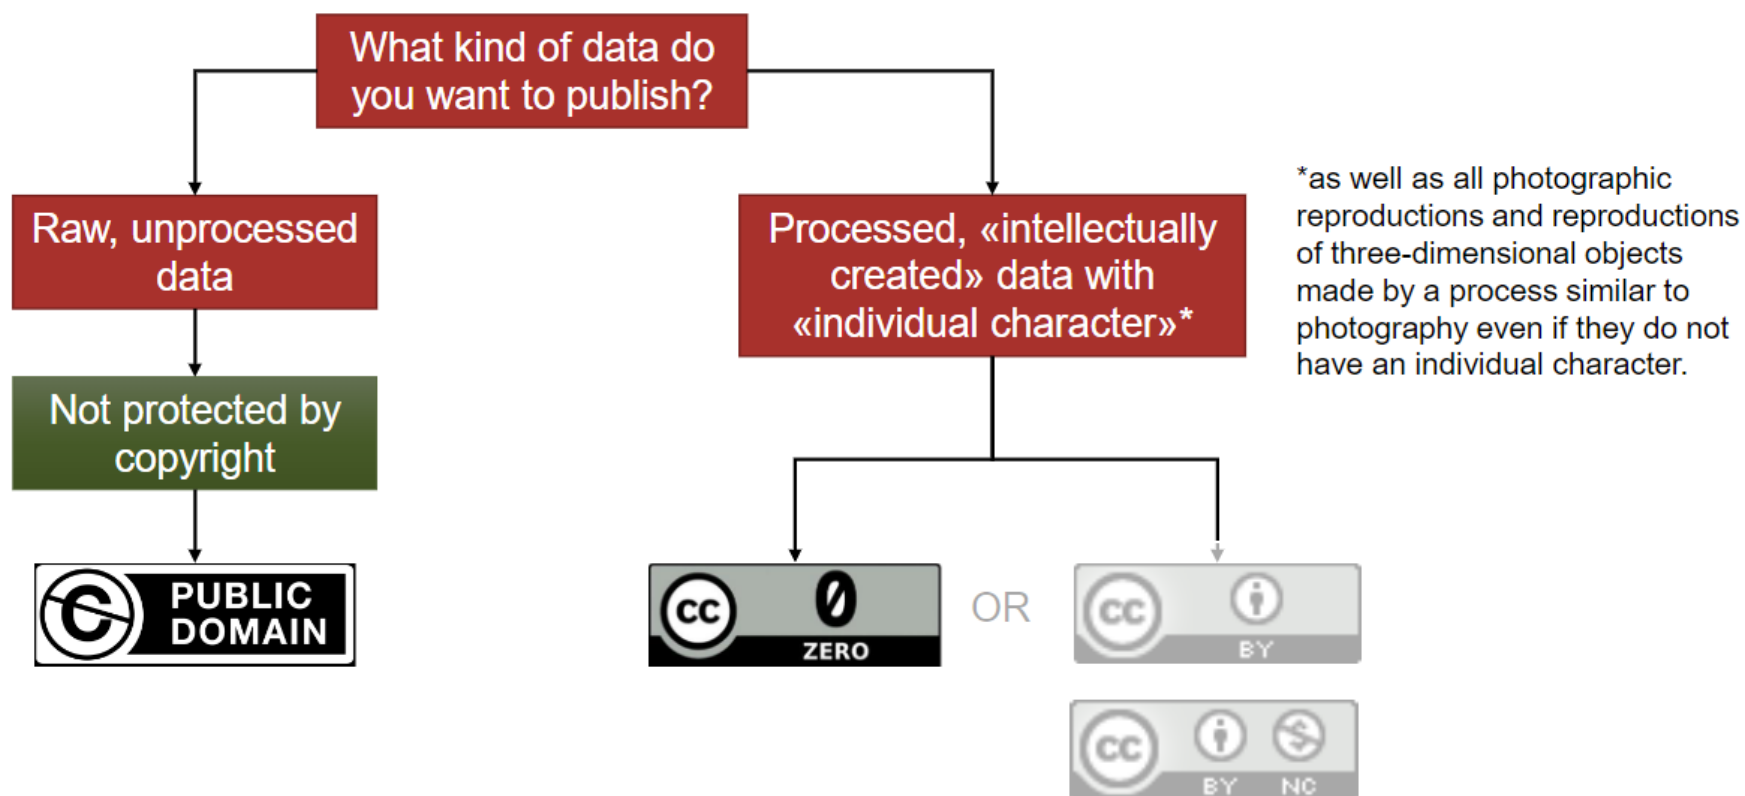 What kind of data do
you want to publish?
Raw, unprocessed
data
Processed, «intellectually
created» data with
«individual character»*
*as well as all photographic
reproductions and reproductions
of three-dimensional objects
made by a process similar to
photography even if they do not
have an individual character.
Not protected by
copyright
C PUBLIC
DOMAIN
cc 0
ZERO
OR
cc
BY
cc $
BY NC